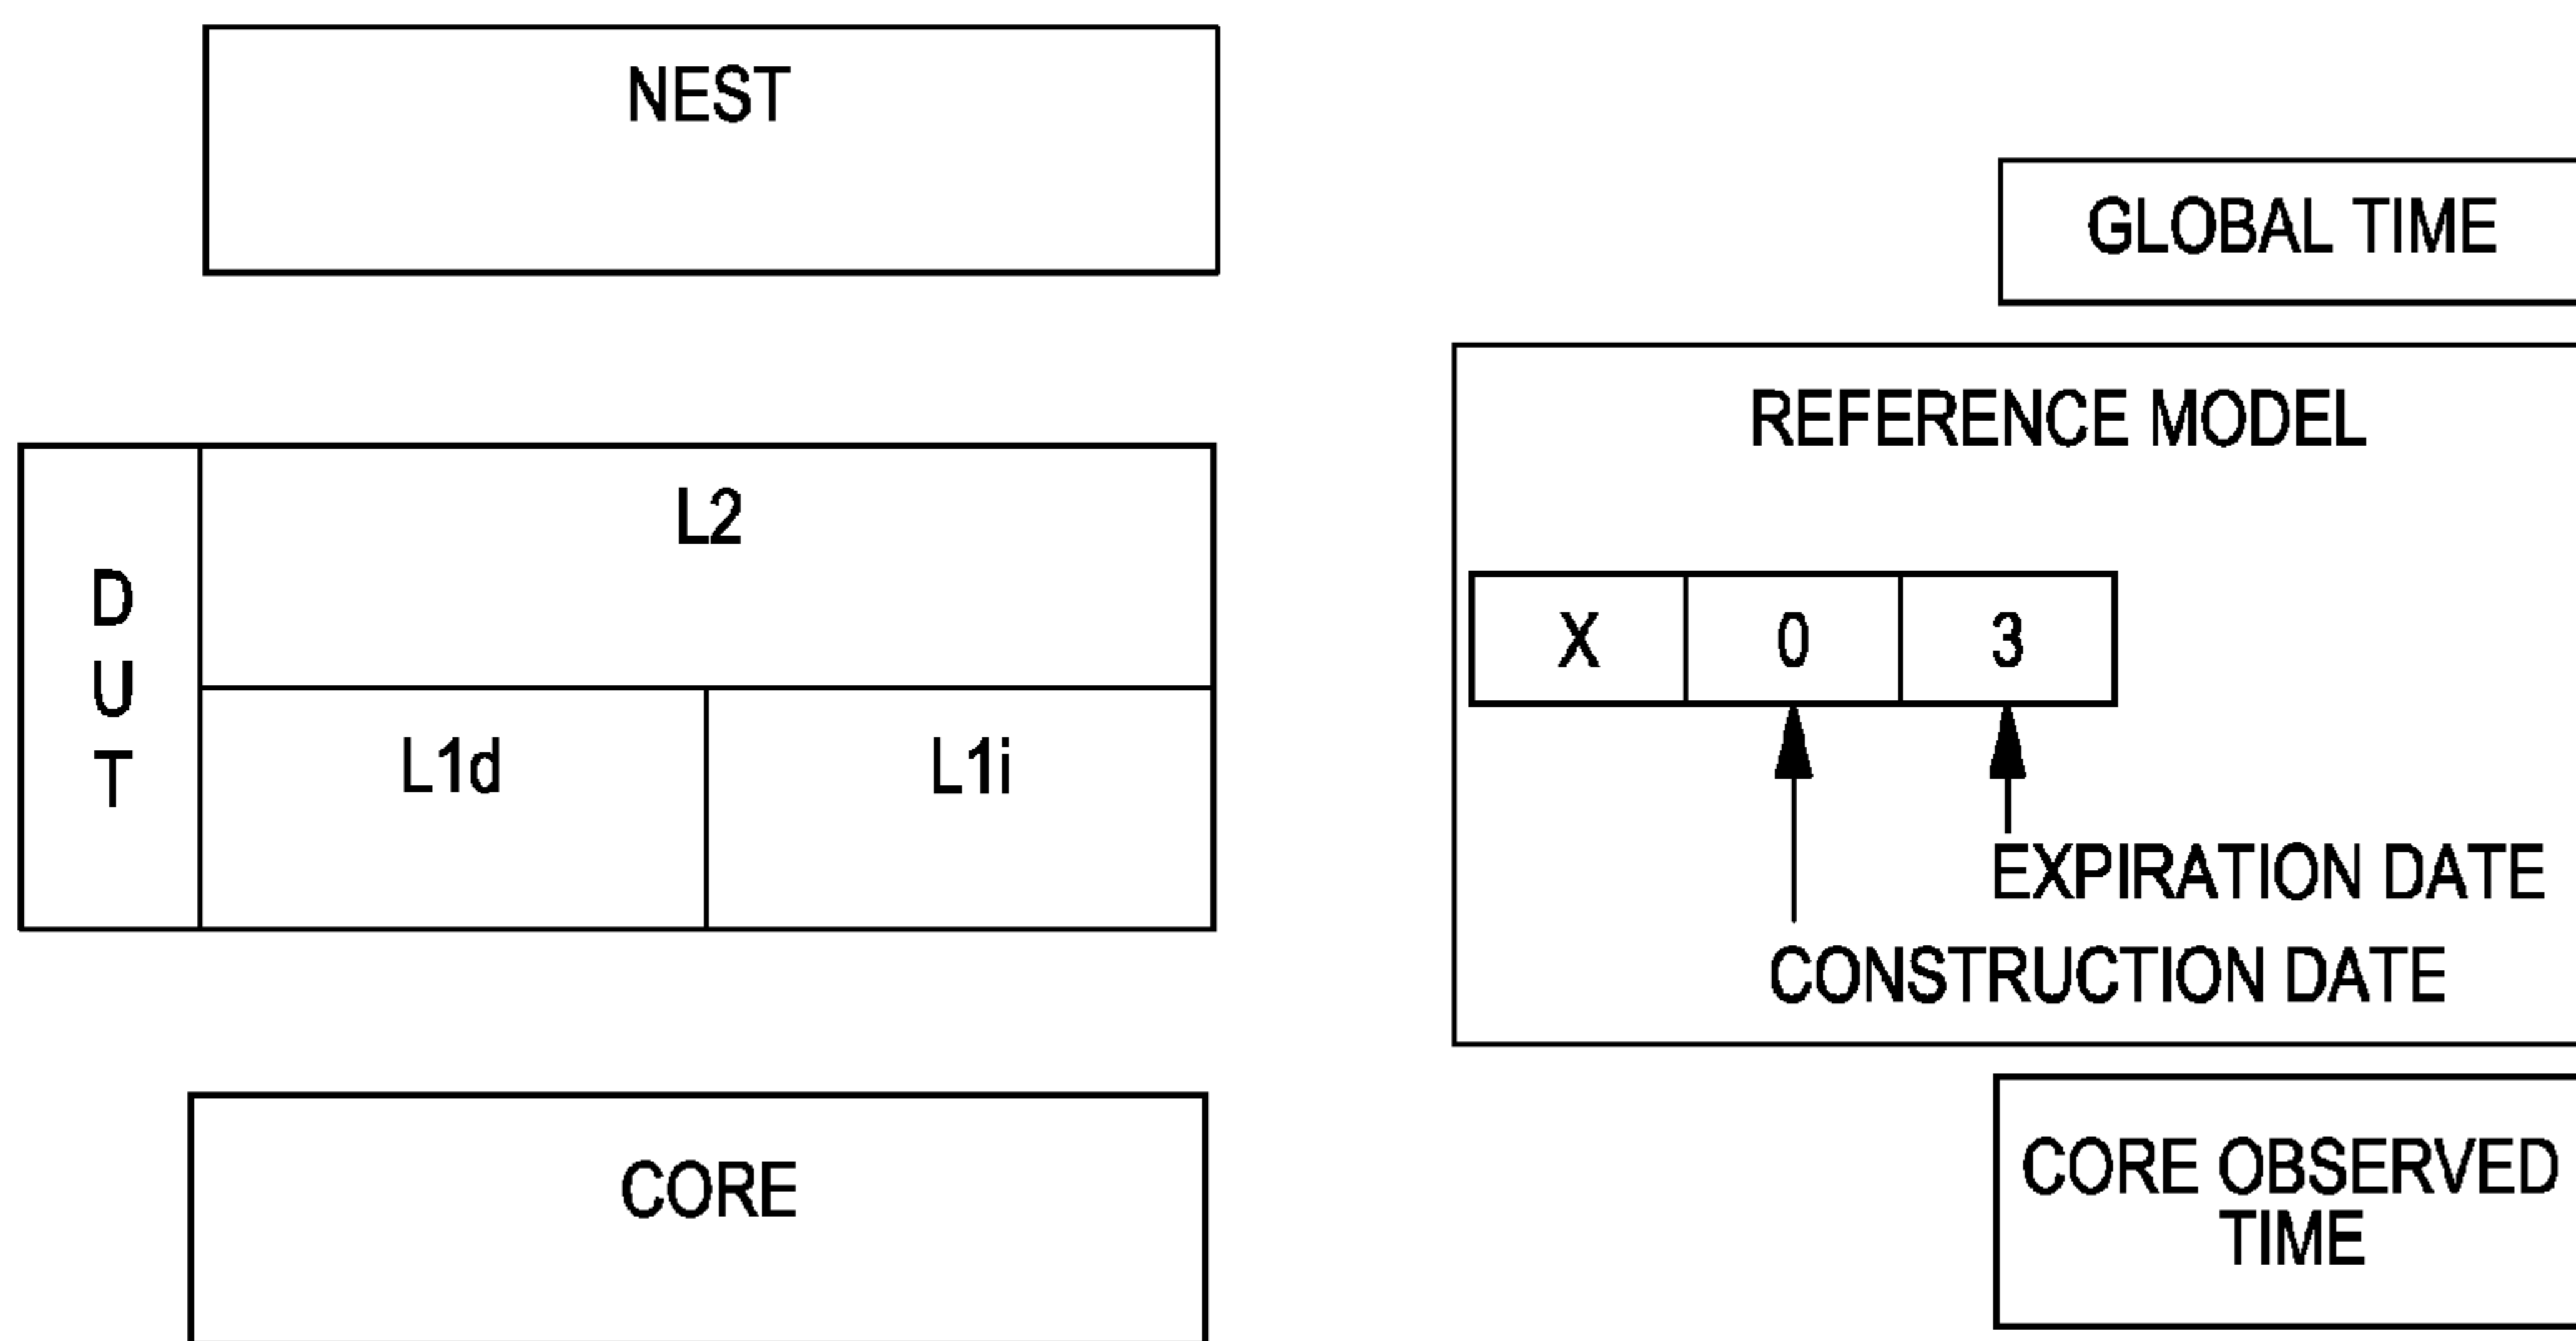 NEST
GLOBAL TIME
REFERENCE MODEL
D
U
T
L2
L1d
L1i
X 0 3
EXPIRATION DATE
CONSTRUCTION DATE
CORE
CORE OBSERVED
TIME